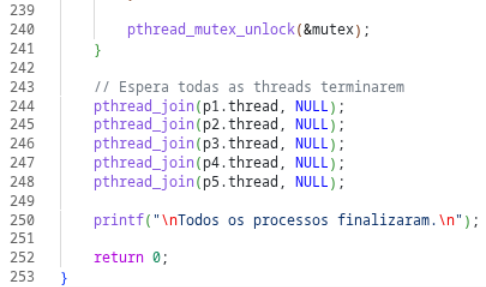 239
240 pthread_mutex_unlock(&mutex);
241 }
242
243 // Espera todas as threads terminarem
244 pthread_join(p1.thread, NULL);
245 pthread_join(p2.thread, NULL);
246 pthread_join(p3.thread, NULL);
247 pthread_join(p4.thread, NULL);
248 pthread_join(p5.thread, NULL);
249
250 printf("\nTodos os processos finalizaram.\n");
251
252 return 0;
253 }